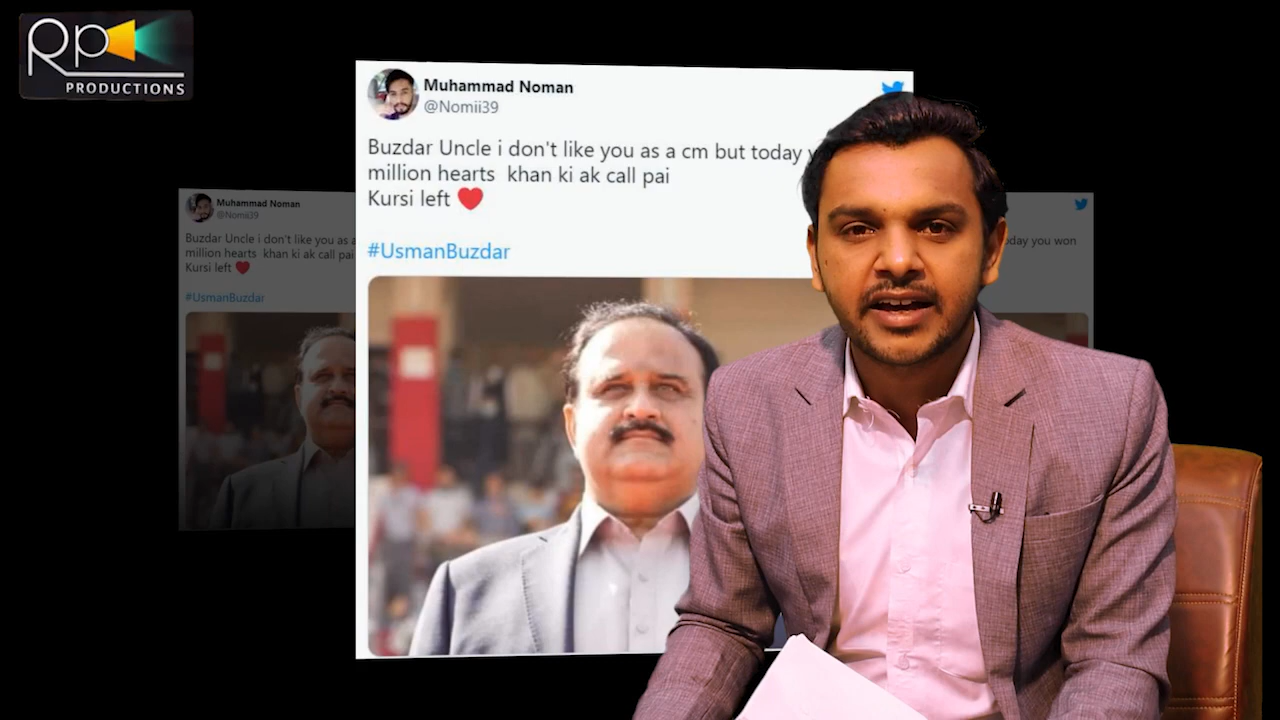 Rp
PRODUCTIONS
Muhammad Noman
@Nomii39
Buzdar Uncle i don't like you as a cm but today y
million hearts khan ki ak call pai
Kursi left ❤️
#UsmanBuzdar
Muhammad Noman
@Nomii39
Buzdar Uncle i don't like you as a
million hearts khan ki ak call pai
Kursi left ❤️
#UsmanBuzdar
oday you won